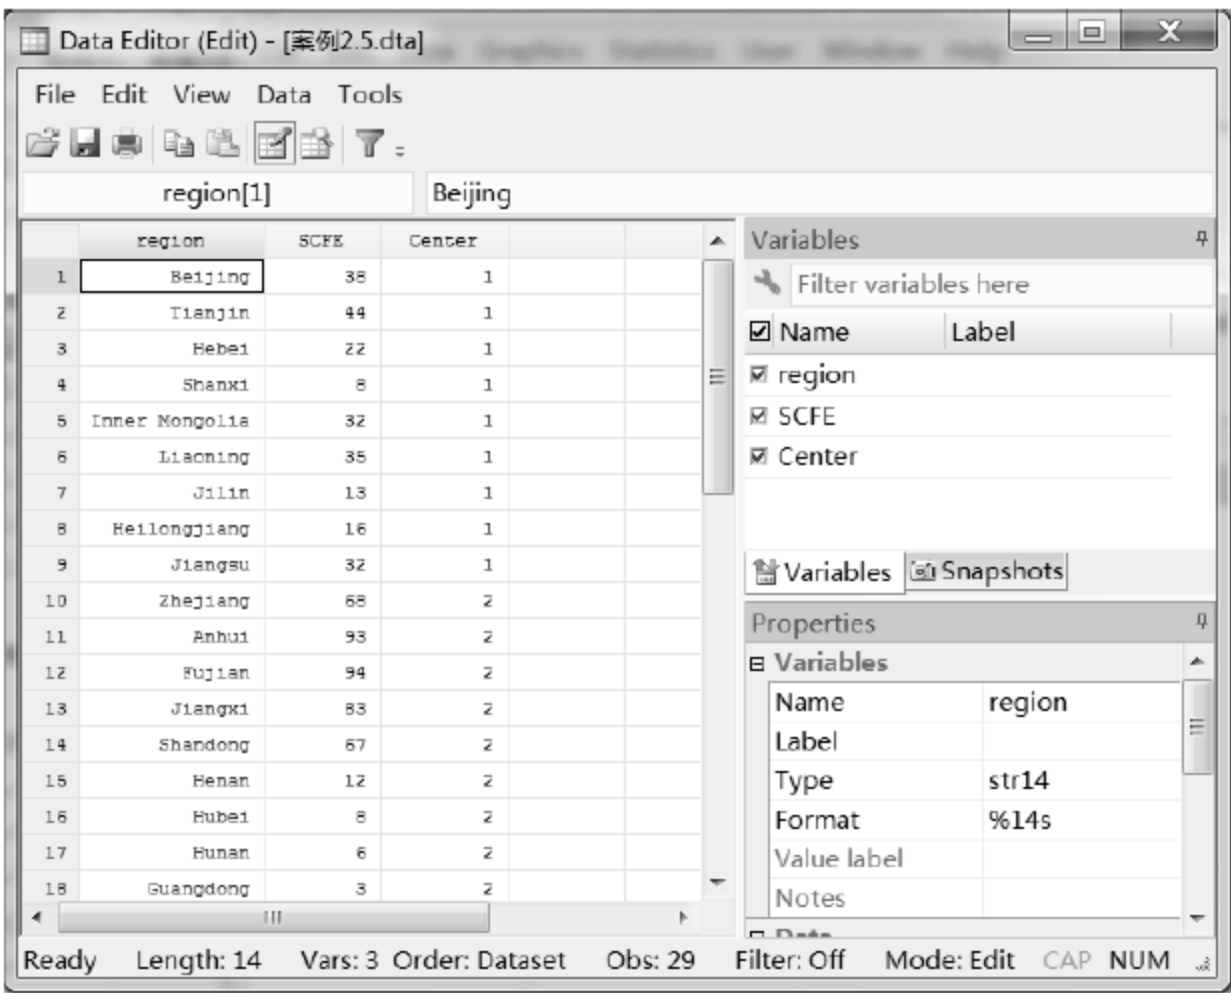 Data Editor (Edit) - [案例2.5.dta]
File Edit View Data Tools
region[1] Beijing
region SCFE Center
1 Beijing 38 1
2 Tianjin 44 1
3 Hebei 22 1
4 Shanxi 8 1
5 Inner Mongolia 32 1
6 Liaoning 35 1
7 Jilin 13 1
8 Heilongjiang 16 1
9 Jiangsu 32 1
10 Zhejiang 68 2
11 Anhui 93 2
12 Fujian 94 2
13 Jiangxi 83 2
14 Shandong 67 2
15 Henan 12 2
16 Hubei 8 2
17 Hunan 6 2
18 Guangdong 3 2
Variables
Filter variables here
Name Label
region
SCFE
Center
Variables Snapshots
Properties
Variables
Name region
Label
Type str14
Format %14s
Value label
Notes
Data
Ready Length: 14 Vars: 3 Order: Dataset Obs: 29 Filter: Off Mode: Edit CAP NUM